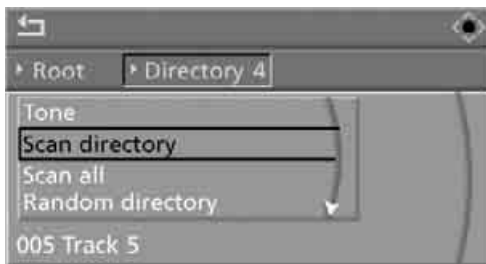 Root Directory 4
Tone
Scan directory
Scan all
Random directory
005 Track 5